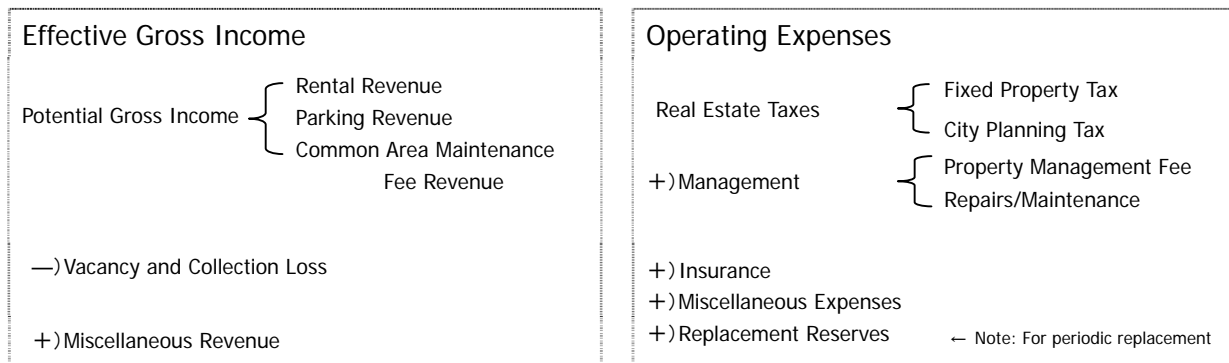 Effective Gross Income
Potential Gross Income
Rental Revenue
Parking Revenue
Common Area Maintenance
Fee Revenue
—）Vacancy and Collection Loss
＋）Miscellaneous Revenue
Operating Expenses
Real Estate Taxes
Fixed Property Tax
City Planning Tax
＋）Management
Property Management Fee
Repairs/Maintenance
＋）Insurance
＋）Miscellaneous Expenses
＋）Replacement Reserves ← Note: For periodic replacement